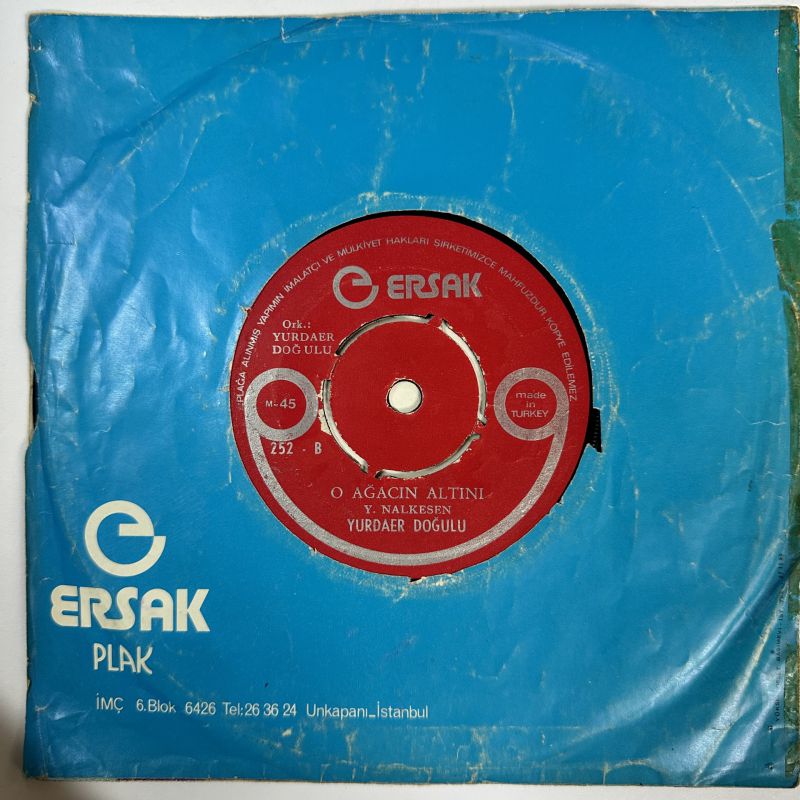 PLAĞA ALINMIŞ YAPIMIN İMALATÇI VE MÜLKİYET HAKLARI ŞİRKETİMİZCE MAHFUZDUR, KOPYE EDİLEMEZ
ERSAK
Ork.:
YURDAER
DOĞULU
M-45
made
in
TURKEY
252 - B
O AĞACIN ALTINI
Y. NALKESEN
YURDAER DOĞULU
ERSAK
PLAK
İMÇ 6.Blok 6426 Tel:26 36 24 Unkapanı_İstanbul